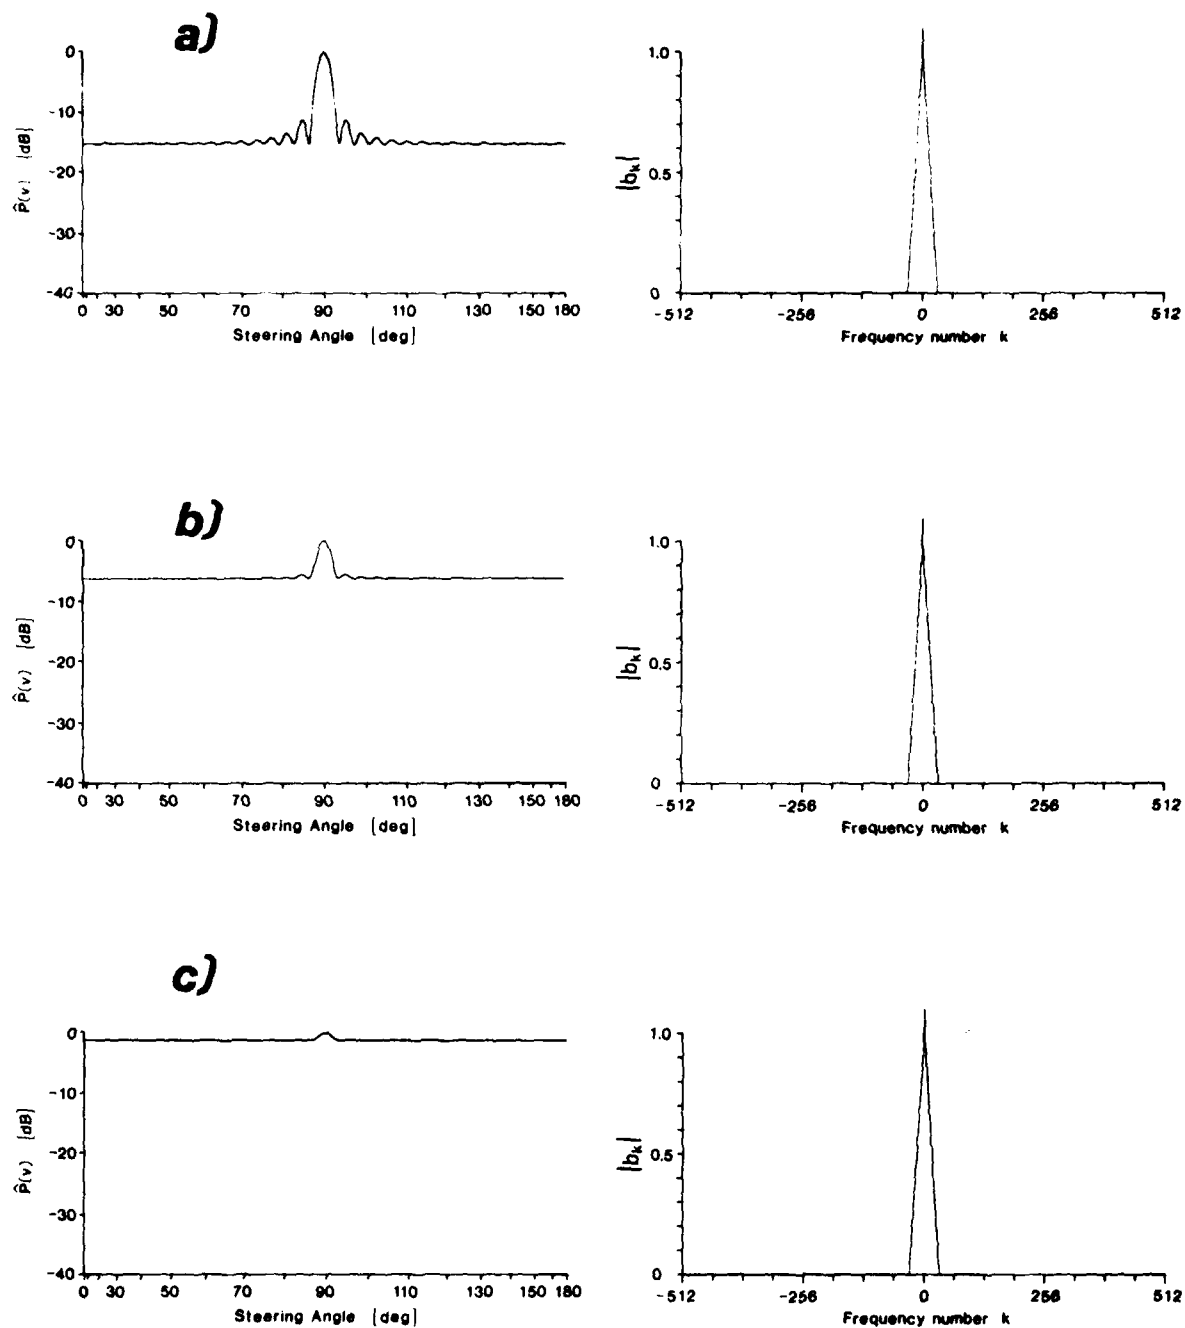 a)
0
-10
-20
-30
-40
P̂(v) [dB]
0 30 50 70 90 110 130 150 180
Steering Angle [deg]
1.0
0.5
0
|bk|
-512 -256 0 256 512
Frequency number k
b)
0
-10
-20
-30
-40
P̂(v) [dB]
0 30 50 70 90 110 130 150 180
Steering Angle [deg]
1.0
0.5
0
|bk|
-512 -256 0 256 512
Frequency number k
c)
0
-10
-20
-30
-40
P̂(v) [dB]
0 30 50 70 90 110 130 150 180
Steering Angle [deg]
1.0
0.5
0
|bk|
-512 -256 0 256 512
Frequency number k